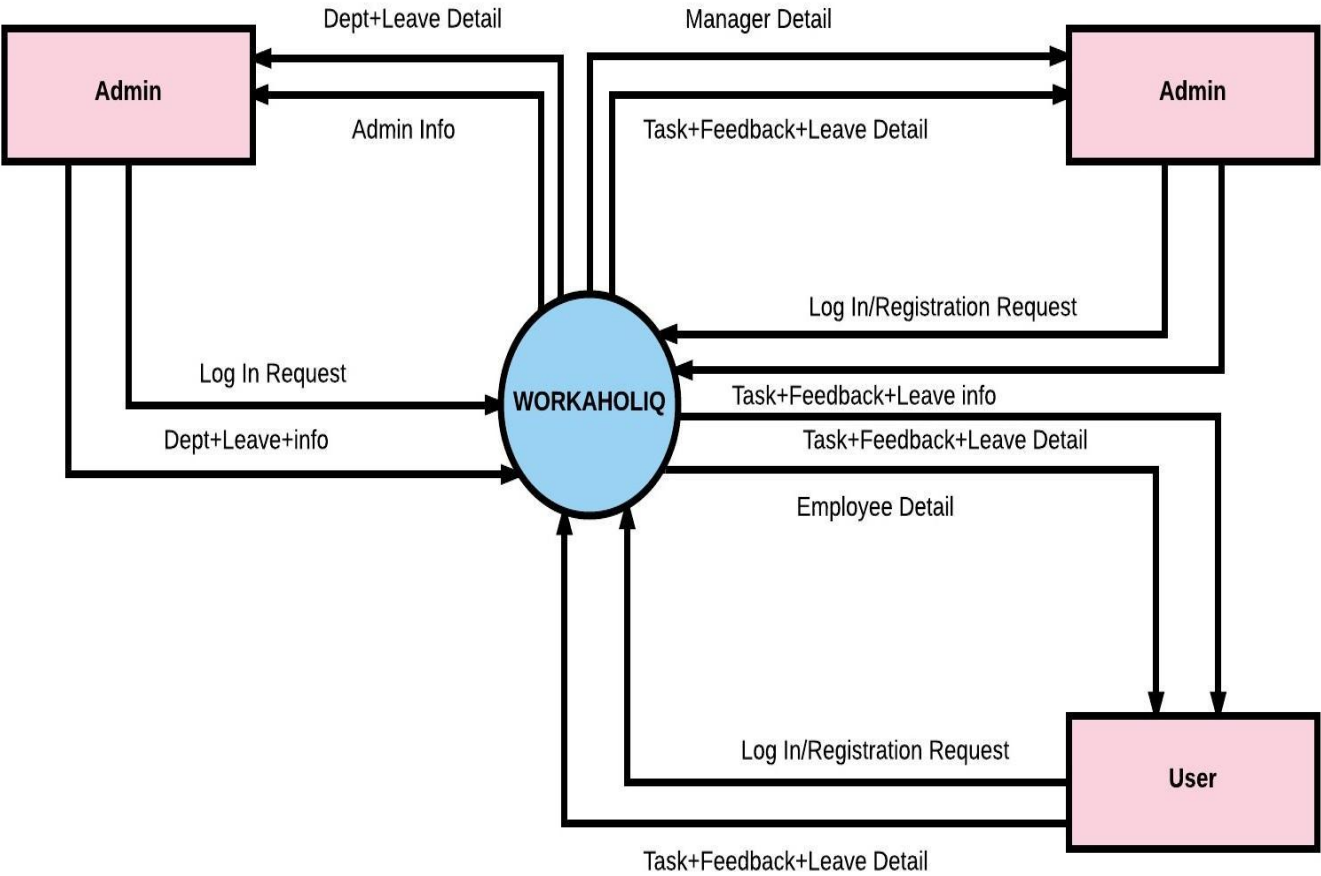 Dept+Leave Detail
Manager Detail
Admin
Admin
Admin Info
Task+Feedback+Leave Detail
Log In/Registration Request
Log In Request
WORKAHOLIQ
Task+Feedback+Leave info
Dept+Leave+info
Task+Feedback+Leave Detail
Employee Detail
Log In/Registration Request
User
Task+Feedback+Leave Detail